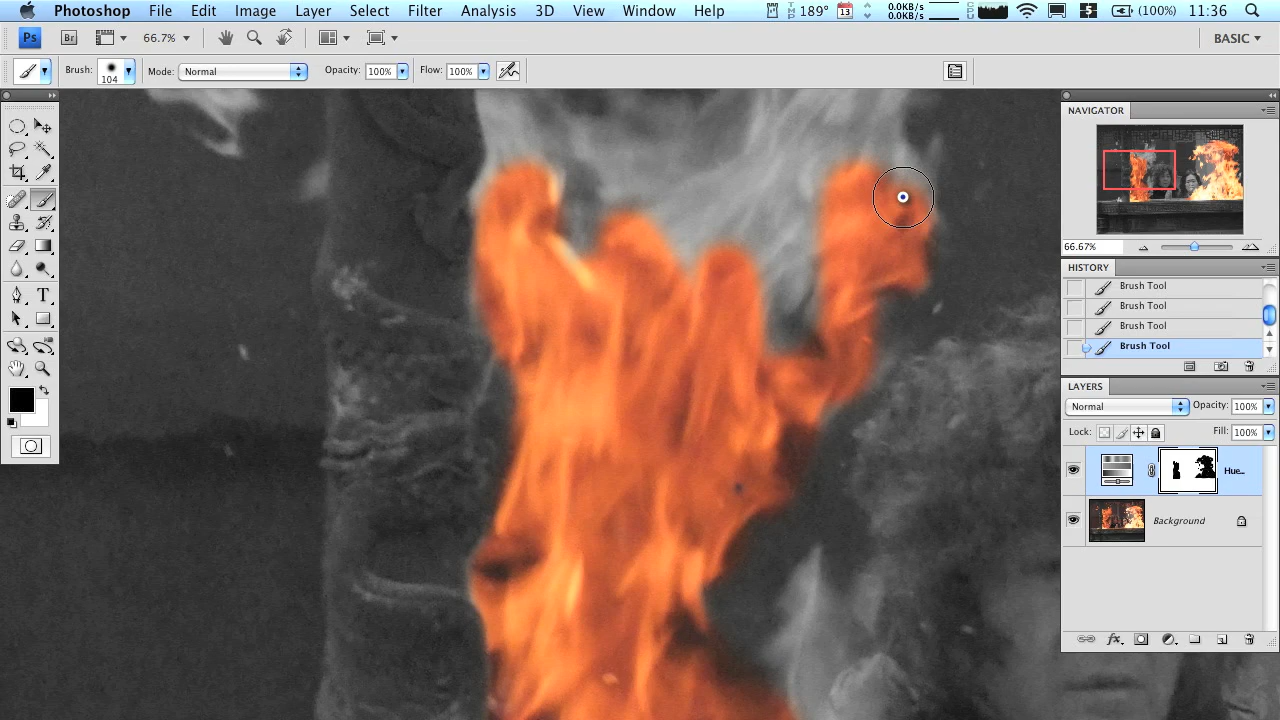 Photoshop File Edit Image Layer Select Filter Analysis 3D View Window Help 189° 13 0.0KB/s 0.0KB/s 5 (100%) 11:36
Ps Br 66.7% BASIC
Brush: 104 Mode: Normal Opacity: 100% Flow: 100%
NAVIGATOR
66.67%
HISTORY
Brush Tool
Brush Tool
Brush Tool
Brush Tool
LAYERS
Normal Opacity: 100%
Lock: Fill: 100%
Hue...
Background